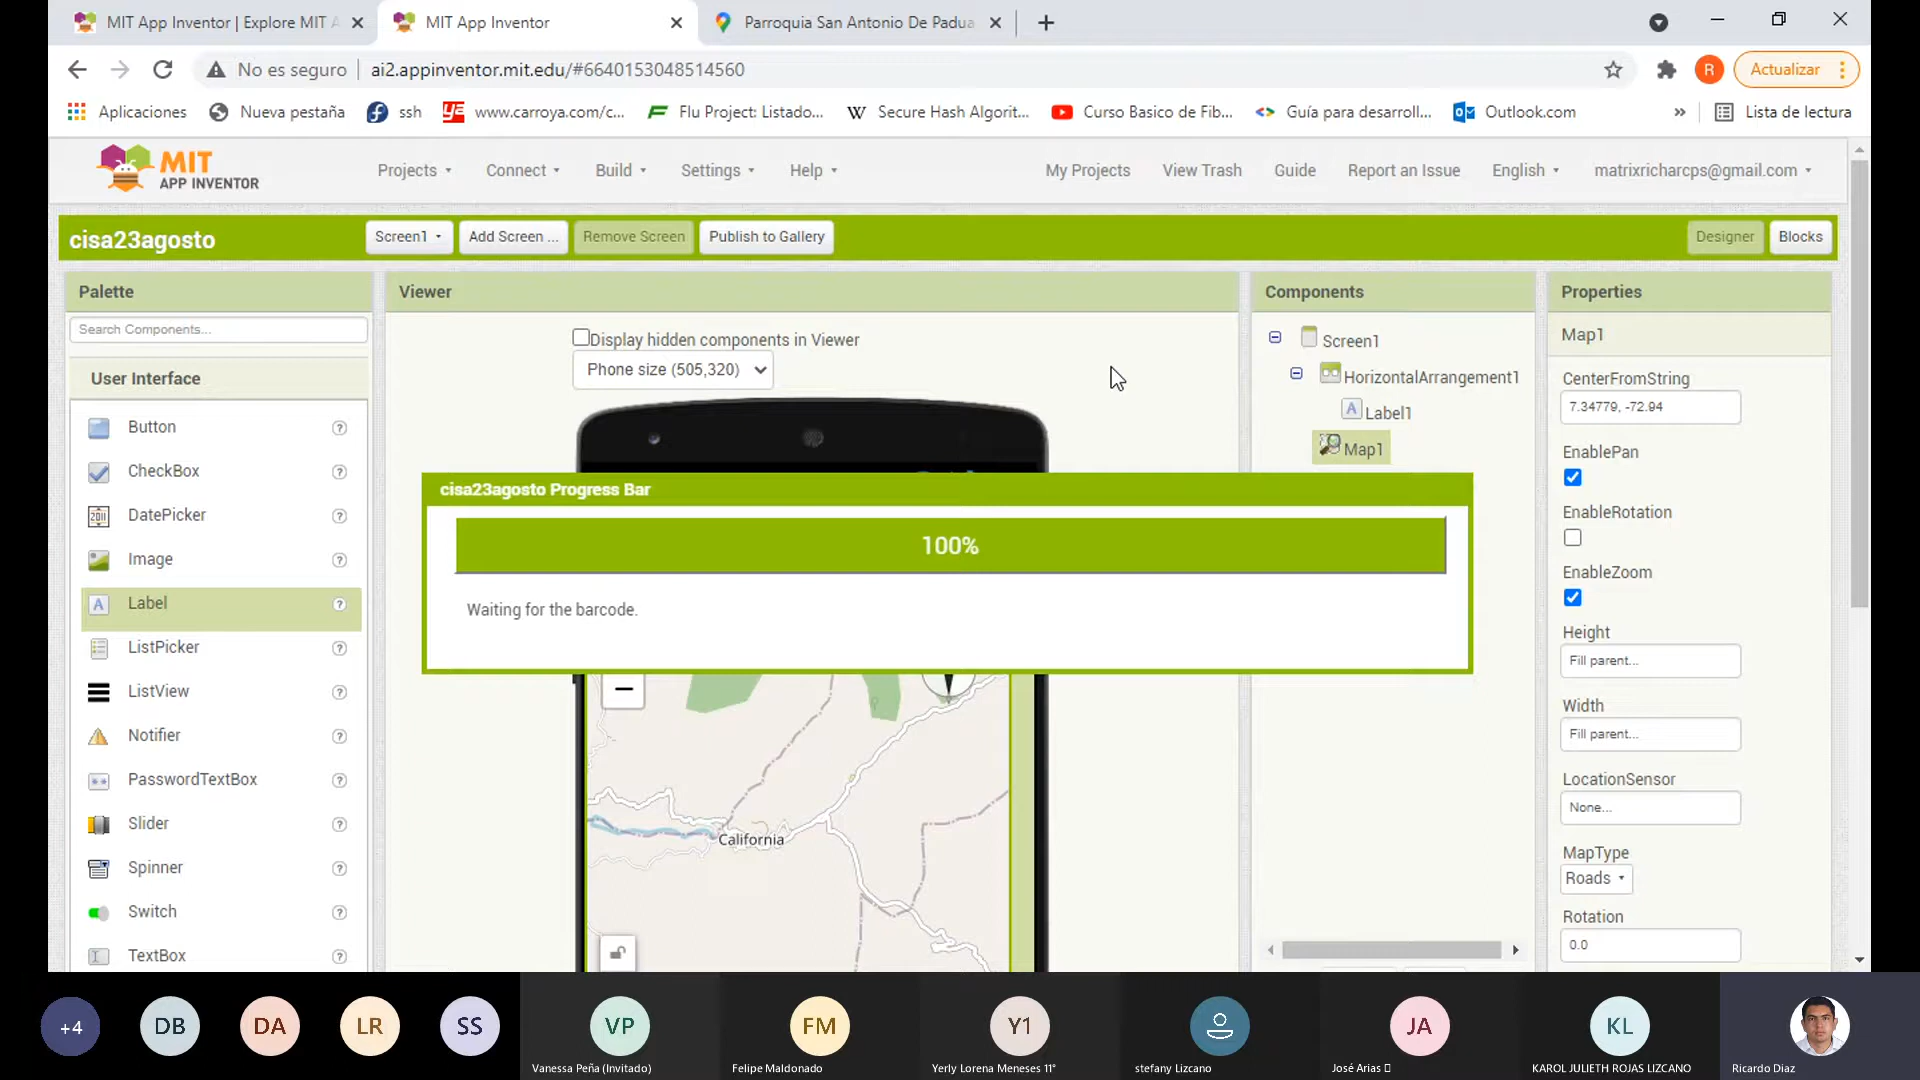 MIT App Inventor | Explore MIT A
MIT App Inventor
Parroquia San Antonio De Padua
No es seguro
ai2.appinventor.mit.edu/#6640153048514560
R
Actualizar
Aplicaciones
Nueva pestaña
ssh
www.carroya.com/c...
Flu Project: Listado...
Secure Hash Algorit...
Curso Basico de Fib...
Guía para desarroll...
Outlook.com
»
Lista de lectura
MIT
APP INVENTOR
Projects
Connect
Build
Settings
Help
My Projects
View Trash
Guide
Report an Issue
English
matrixricharcps@gmail.com
cisa23agosto
Screen1
Add Screen ...
Remove Screen
Publish to Gallery
Designer
Blocks
Palette
Search Components...
User Interface
Button
CheckBox
DatePicker
Image
Label
ListPicker
ListView
Notifier
PasswordTextBox
Slider
Spinner
Switch
TextBox
Viewer
Display hidden components in Viewer
Phone size (505,320)
cisa23agosto Progress Bar
100%
Waiting for the barcode.
California
Components
Screen1
HorizontalArrangement1
Label1
Map1
Properties
Map1
CenterFromString
7.34779, -72.94
EnablePan
EnableRotation
EnableZoom
Height
Fill parent...
Width
Fill parent...
LocationSensor
None...
MapType
Roads
Rotation
0.0
+4
DB
DA
LR
SS
VP
Vanessa Peña (Invitado)
FM
Felipe Maldonado
Y1
Yerly Lorena Meneses 11°
stefany Lizcano
JA
José Arias
KL
KAROL JULIETH ROJAS LIZCANO
Ricardo Diaz